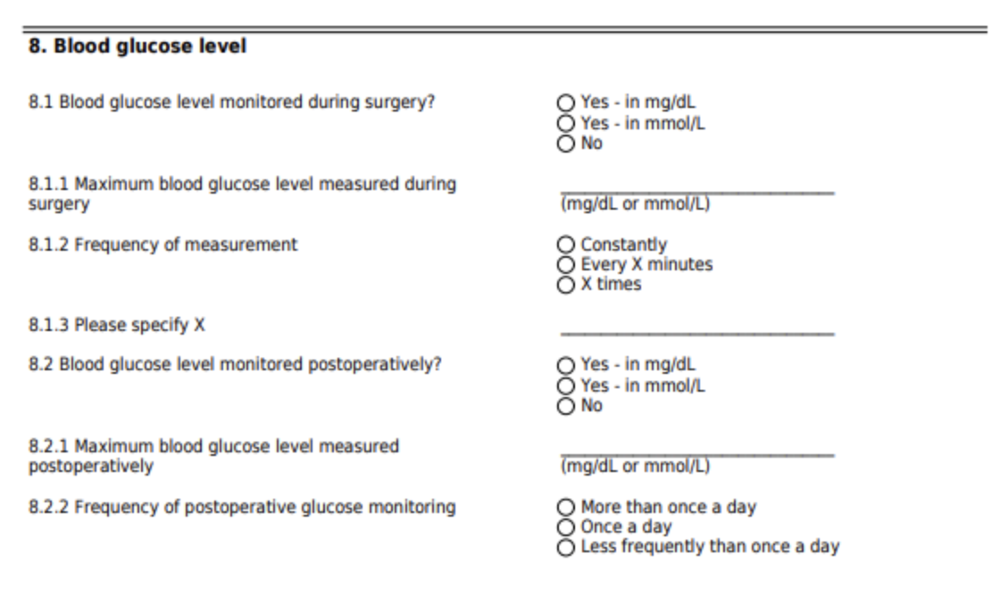 8. Blood glucose level
8.1 Blood glucose level monitored during surgery?
Yes - in mg/dL
Yes - in mmol/L
No
8.1.1 Maximum blood glucose level measured during
surgery
(mg/dL or mmol/L)
8.1.2 Frequency of measurement
Constantly
Every X minutes
X times
8.1.3 Please specify X
8.2 Blood glucose level monitored postoperatively?
Yes - in mg/dL
Yes - in mmol/L
No
8.2.1 Maximum blood glucose level measured
postoperatively
(mg/dL or mmol/L)
8.2.2 Frequency of postoperative glucose monitoring
More than once a day
Once a day
Less frequently than once a day